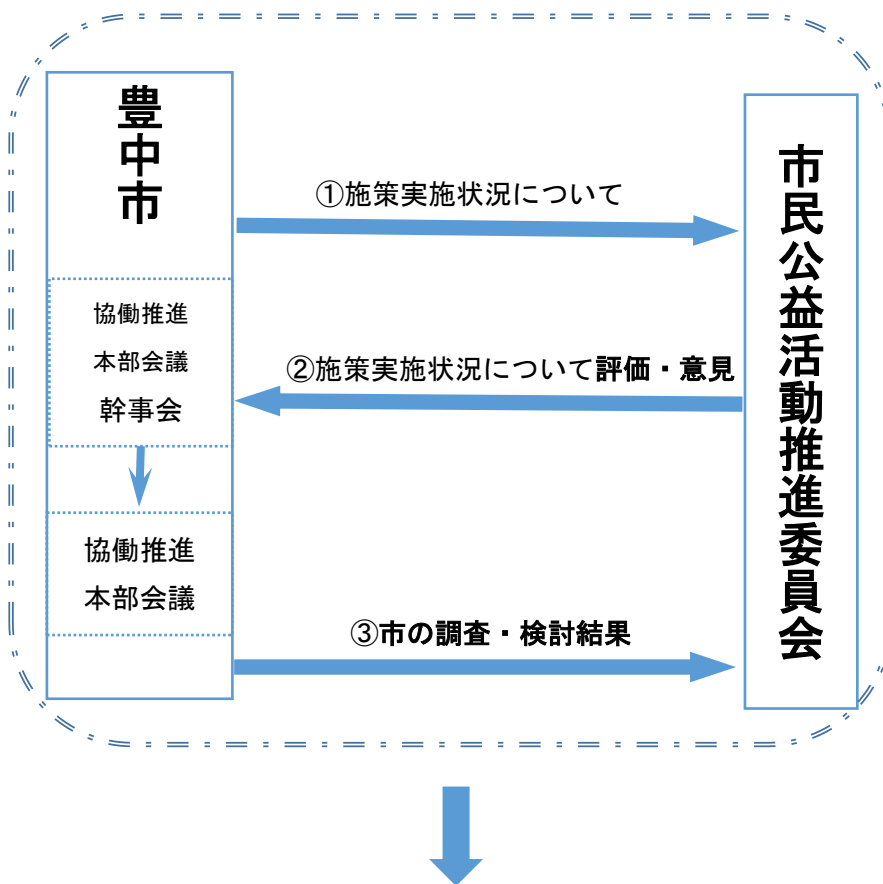 豊中市
①施策実施状況について
協働推進
本部会議
幹事会
②施策実施状況について評価・意見
協働推進
本部会議
③市の調査・検討結果
市民公益活動推進委員会